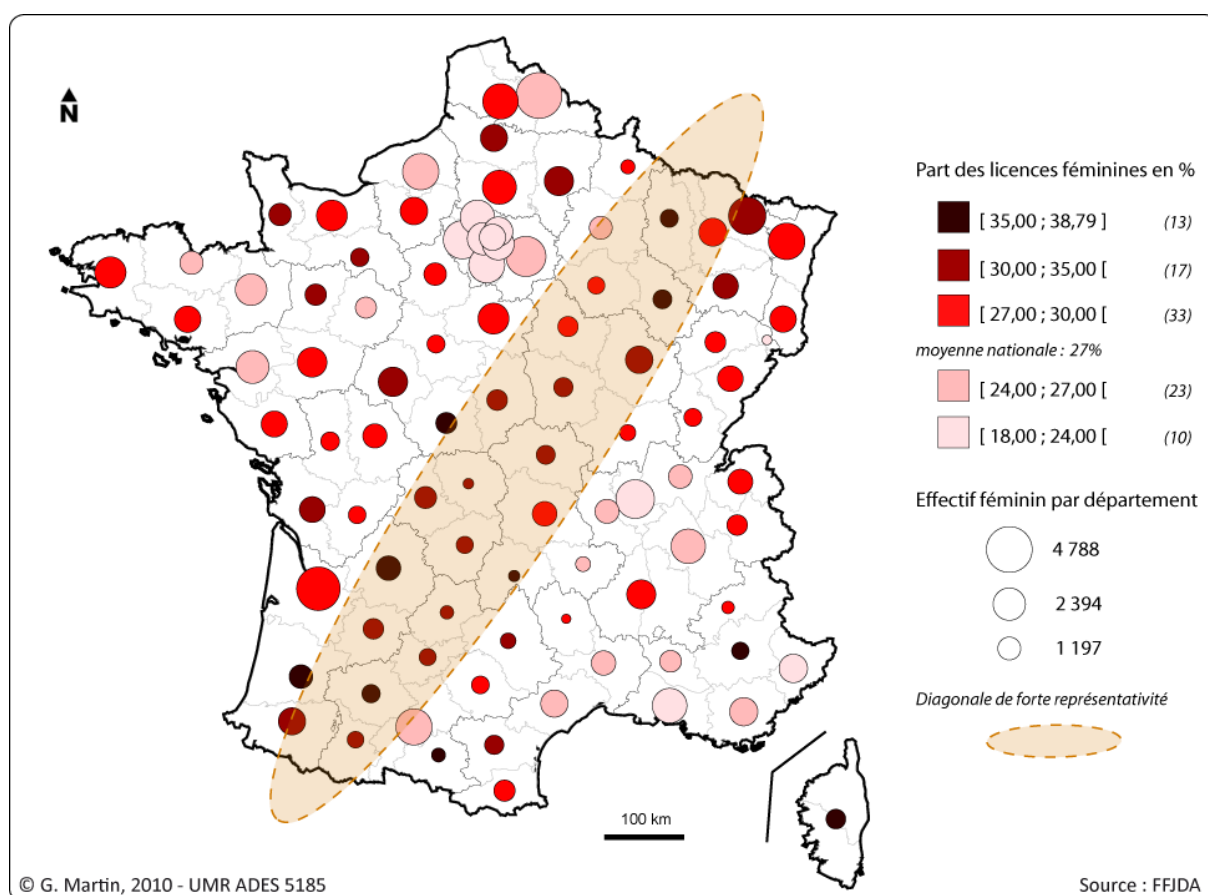 N
Part des licences féminines en %
[ 35,00 ; 38,79 ] (13)
[ 30,00 ; 35,00 [ (17)
[ 27,00 ; 30,00 [ (33)
moyenne nationale : 27%
[ 24,00 ; 27,00 [ (23)
[ 18,00 ; 24,00 [ (10)
Effectif féminin par département
4 788
2 394
1 197
Diagonale de forte représentativité
100 km
© G. Martin, 2010 - UMR ADES 5185
Source : FFJDA